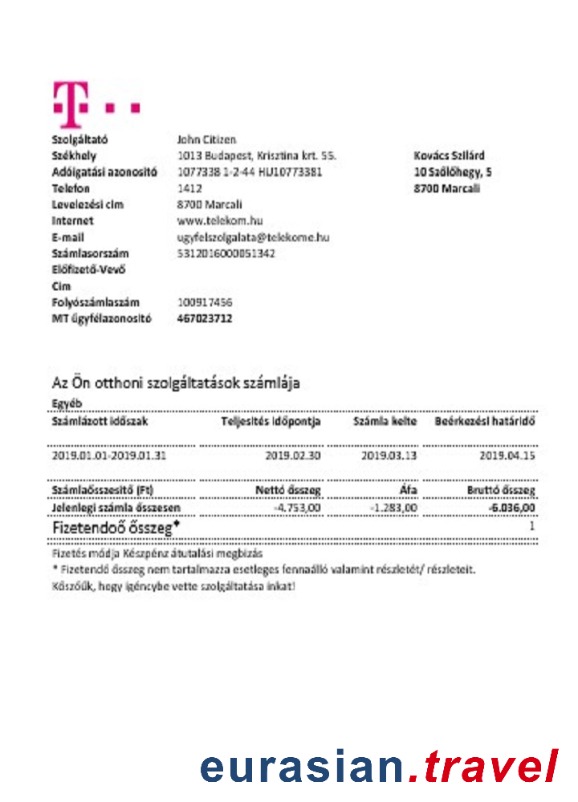 T
Szolgáltató John Citizen
Székhely 1013 Budapest, Krisztina krt. 55. Kovács Szilárd
Adóigatási azonosító 1077338 1-2-44 HU10773381 10 Szőlőhegy, 5
Telefon 1412 8700 Marcali
Levelezési cím 8700 Marcali
Internet www.telekom.hu
E-mail ugyfelszolgalata@telekome.hu
Számlasorszám 5312016000051342
Előfizető-Vevő
Cím
Folyószámlaszám 100917456
MT ügyfélazonosító 467023712
Az Ön otthoni szolgáltatások számlája
Egyéb
Számlázott időszak Teljesítés időpontja Számla kelte Beérkezési határidő
2019.01.01-2019.01.31 2019.02.30 2019.03.13 2019.04.15
Számlaösszesítő (Ft) Nettó összeg Áfa Bruttó összeg
Jelenlegi számla összesen -4.753,00 -1.283,00 -6.036,00
Fizetendoő összeg* 1
Fizetés módja Készpénz átutalási megbízás
* Fizetendő összeg nem tartalmazza esetleges fennaálló valamint részletét/ részleteit.
Köszőűk, hogy igéncybe vette szolgáltatása inkat!
eurasian.travel